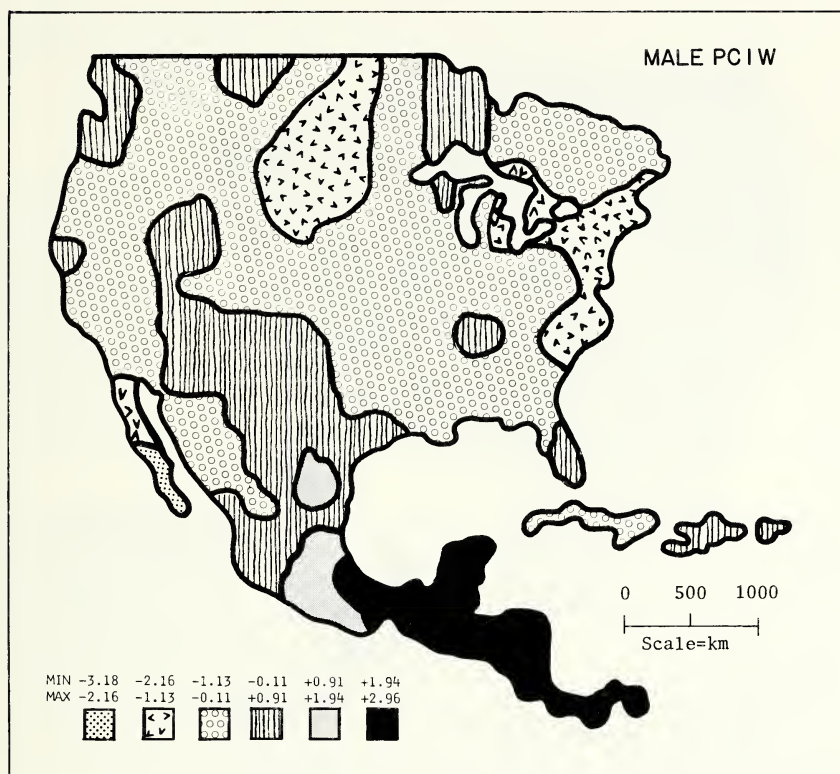 MALE PCIW
0 500 1000
Scale=km
MIN -3.18 -2.16 -1.13 -0.11 +0.91 +1.94
MAX -2.16 -1.13 -0.11 +0.91 +1.94 +2.96